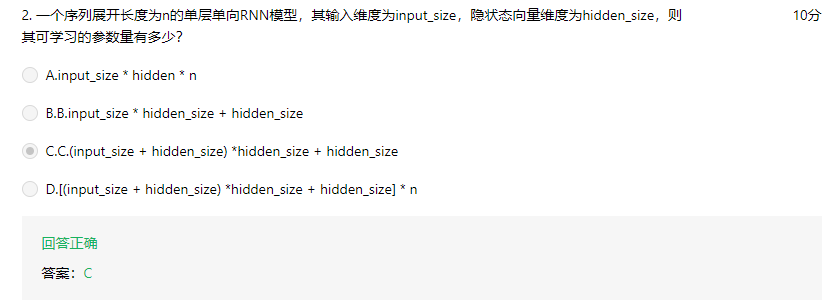 2. 一个序列展开长度为n的单层单向RNN模型，其输入维度为input_size，隐状态向量维度为hidden_size，则 10分
其可学习的参数量有多少？
A.input_size * hidden * n
B.B.input_size * hidden_size + hidden_size
C.C.(input_size + hidden_size) *hidden_size + hidden_size
D.[(input_size + hidden_size) *hidden_size + hidden_size] * n
回答正确
答案：C